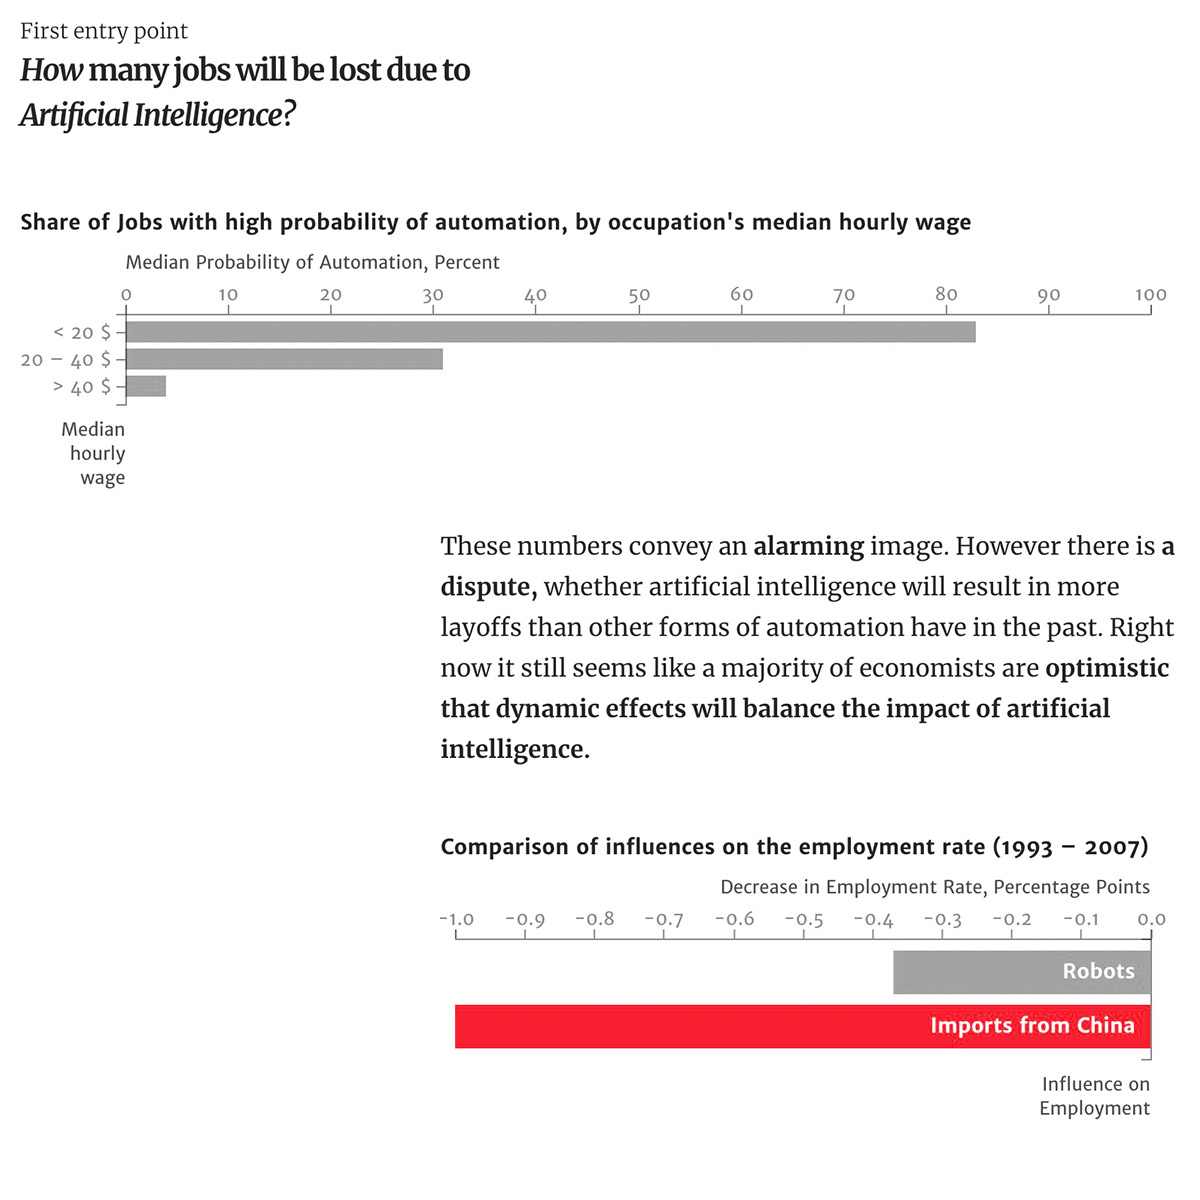 First entry point
How many jobs will be lost due to
Artificial Intelligence?
Share of Jobs with high probability of automation, by occupation's median hourly wage
Median Probability of Automation, Percent
0 10 20 30 40 50 60 70 80 90 100
< 20 $
20 – 40 $
> 40 $
Median
hourly
wage
These numbers convey an alarming image. However there is a
dispute, whether artificial intelligence will result in more
layoffs than other forms of automation have in the past. Right
now it still seems like a majority of economists are optimistic
that dynamic effects will balance the impact of artificial
intelligence.
Comparison of influences on the employment rate (1993 – 2007)
Decrease in Employment Rate, Percentage Points
-1.0 -0.9 -0.8 -0.7 -0.6 -0.5 -0.4 -0.3 -0.2 -0.1 0.0
Robots
Imports from China
Influence on
Employment